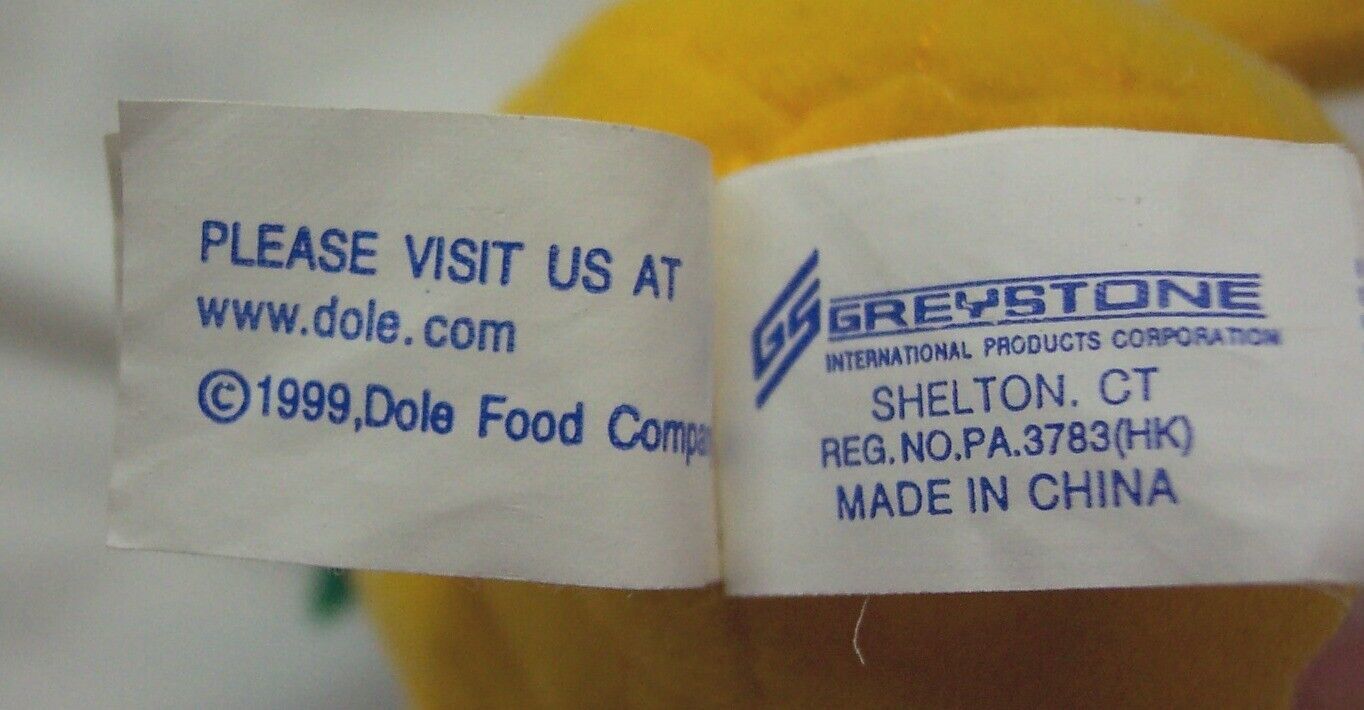 PLEASE VISIT US AT
www.dole.com
©1999,Dole Food
GS GREYSTONE
INTERNATIONAL PRODUCTS CORPORATION
SHELTON. CT
REG.NO.PA.3783(HK)
MADE IN CHINA